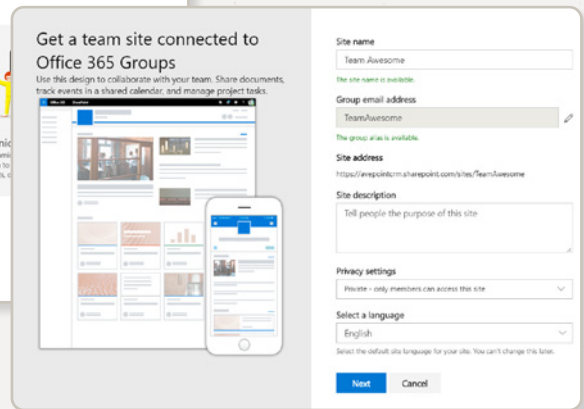 Get a team site connected to
Office 365 Groups
Use this design to collaborate with your team. Share documents,
track events in a shared calendar, and manage project tasks.
Office 365
SharePoint
Site name
Team Awesome
The site name is available.
Group email address
TeamAwesome
The group alias is available.
Site address
https://avepointcrm.sharepoint.com/sites/TeamAwesome
Site description
Tell people the purpose of this site
Privacy settings
Private - only members can access this site
Select a language
English
Select the default site language for your site. You can't change this later.
Next
Cancel